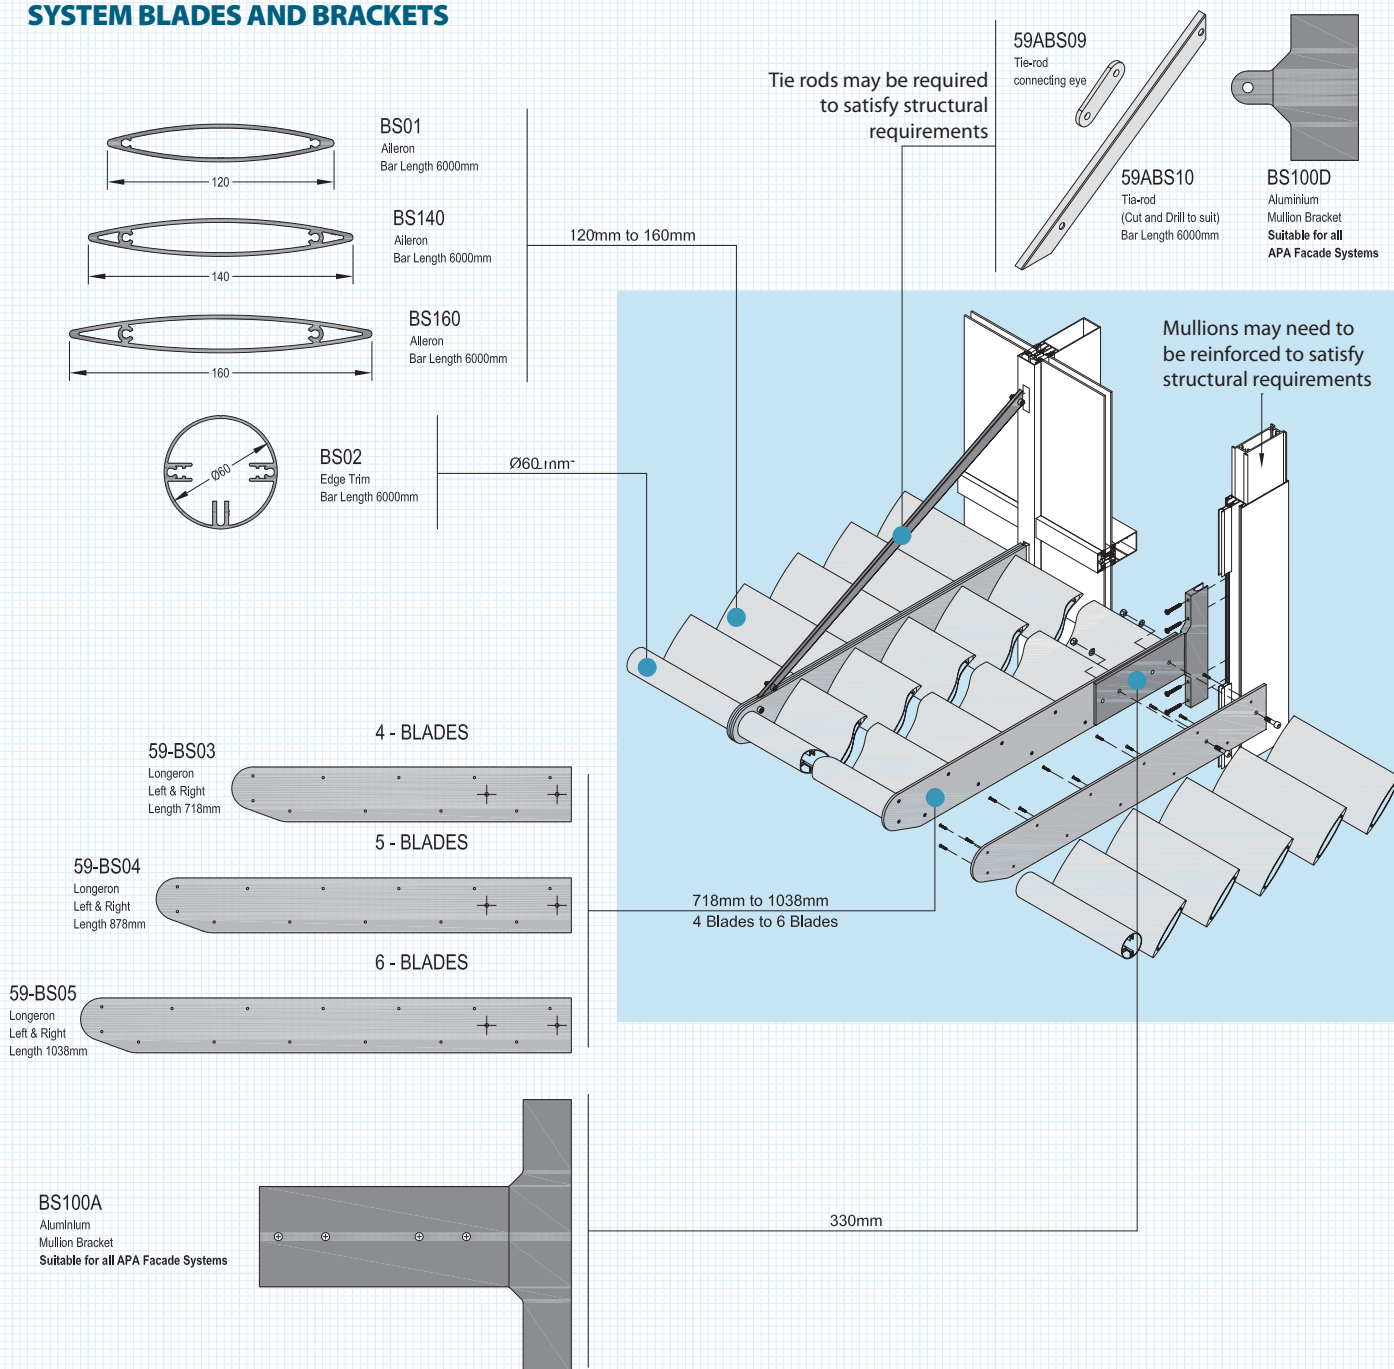 SYSTEM BLADES AND BRACKETS
BS01
Aileron
Bar Length 6000mm
120
BS140
Aileron
Bar Length 6000mm
140
BS160
Aileron
Bar Length 6000mm
160
120mm to 160mm
BS02
Edge Trim
Bar Length 6000mm
Ø60
Ø60 mm
Tie rods may be required
to satisfy structural
requirements
59ABS09
Tie-rod
connecting eye
59ABS10
Tia-rod
(Cut and Drill to suit)
Bar Length 6000mm
BS100D
Aluminium
Mullion Bracket
Suitable for all
APA Facade Systems
Mullions may need to
be reinforced to satisfy
structural requirements
4 - BLADES
59-BS03
Longeron
Left & Right
Length 718mm
5 - BLADES
59-BS04
Longeron
Left & Right
Length 878mm
6 - BLADES
59-BS05
Longeron
Left & Right
Length 1038mm
718mm to 1038mm
4 Blades to 6 Blades
BS100A
Aluminium
Mullion Bracket
Suitable for all APA Facade Systems
330mm